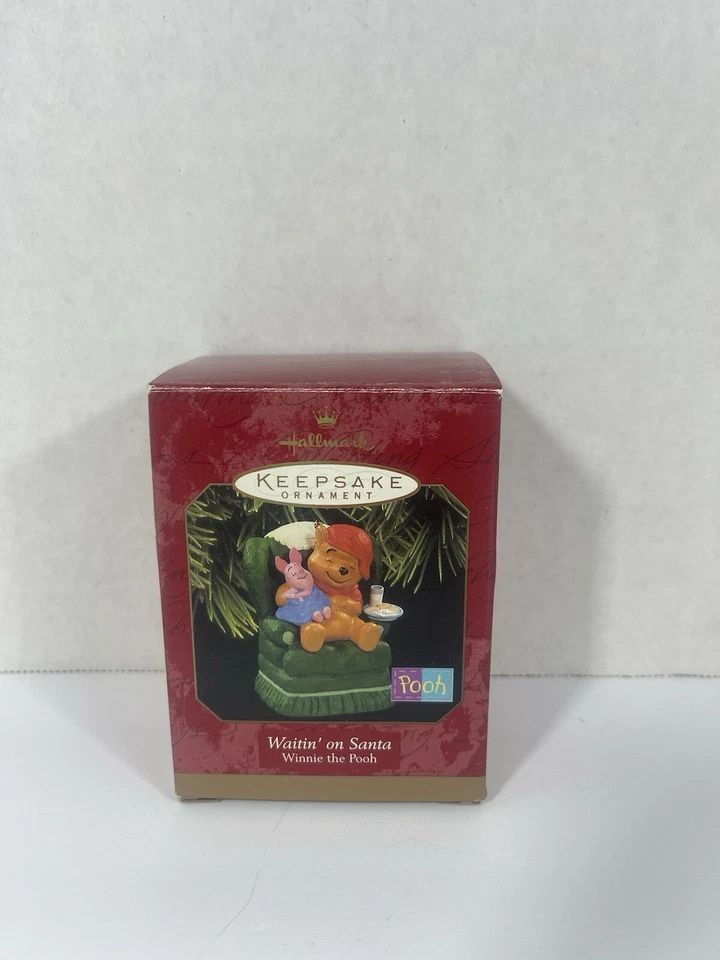 Hallmark
KEEPSAKE
ORNAMENT
Pooh
Waitin' on Santa
Winnie the Pooh